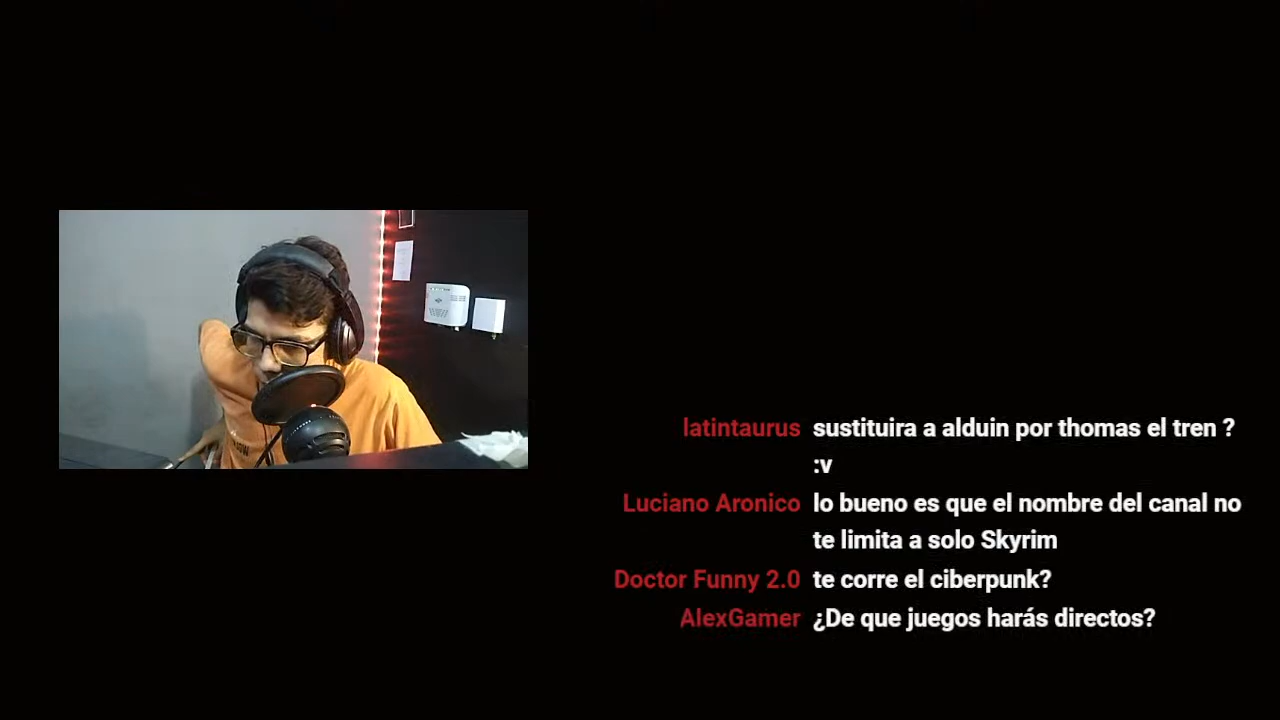 latintaurus sustituira a alduin por thomas el tren ?
:v
Luciano Aronico lo bueno es que el nombre del canal no
te limita a solo Skyrim
Doctor Funny 2.0 te corre el ciberpunk?
AlexGamer ¿De que juegos harás directos?